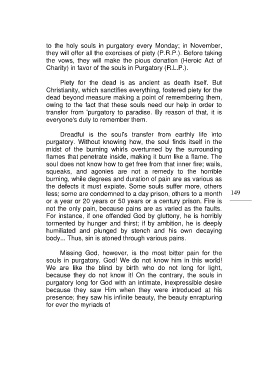 to the holy souls in purgatory every Monday; in November,
they will offer all the exercises of piety (P.R.P.). Before taking
the vows, they will make the pious donation (Heroic Act of
Charity) in favor of the souls in Purgatory (R.L.P.).
Piety for the dead is as ancient as death itself. But
Christianity, which sanctifies everything, fostered piety for the
dead beyond measure making a point of remembering them,
owing to the fact that these souls need our help in order to
transfer from 'purgatory to paradise. By reason of that, it is
everyone's duty to remember them.
Dreadful is the soul's transfer from earthly life into
purgatory. Without knowing how, the soul finds itself in the
midst of the burning whirls overturned by the surrounding
flames that penetrate inside, making it burn like a flame. The
soul does not know how to get free from that inner fire; wails,
squeaks, and agonies are not a remedy to the horrible
burning, while degrees and duration of pain are as various as
the defects it must expiate. Some souls suffer more, others
less; some are condemned to a day prison, others to a month
or a year or 20 years or 50 years or a century prison. Fire is
not the only pain, because pains are as varied as the faults.
For instance, if one offended God by gluttony, he is horribly
tormented by hunger and thirst; if by ambition, he is deeply
humiliated and plunged by stench and his own decaying
body... Thus, sin is atoned through various pains.
149
Missing God, however, is the most bitter pain for the
souls in purgatory. God! We do not know him in this world!
We are like the blind by birth who do not long for light,
because they do not know it! On the contrary, the souls in
purgatory long for God with an intimate, inexpressible desire
because they saw Him when they were introduced at his
presence; they saw his infinite beauty, the beauty enrapturing
for ever the myriads of